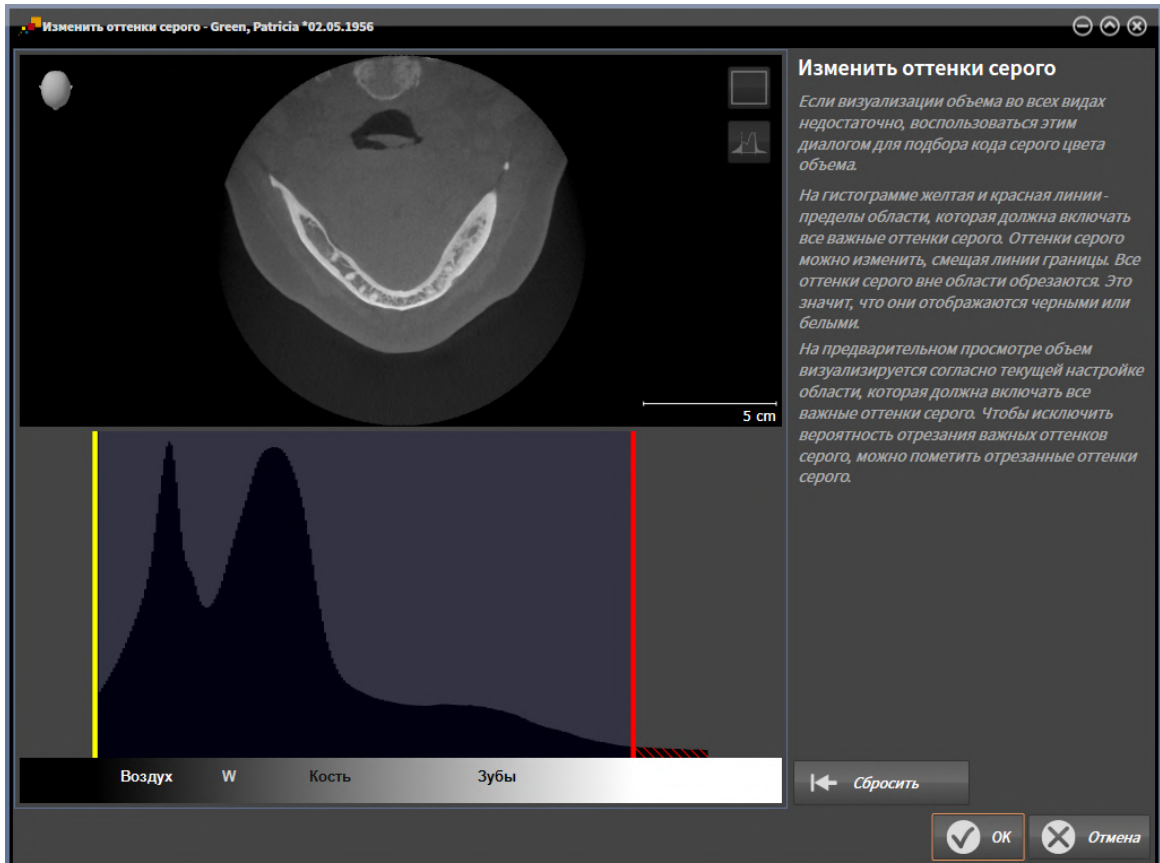 Изменить оттенки серого - Green, Patricia *02.05.1956
Изменить оттенки серого
Если визуализации объема во всех видах
недостаточно, воспользоваться этим
диалогом для подбора кода серого цвета
объема.
На гистограмме желтая и красная линии-
пределы области, которая должна включать
все важные оттенки серого. Оттенки серого
можно изменить, смещая линии границы. Все
оттенки серого вне области обрезаются. Это
значит, что они отображаются черными или
белыми.
На предварительном просмотре объем
визуализируется согласно текущей настройке
области, которая должна включать все
важные оттенки серого. Чтобы исключить
вероятность отрезания важных оттенков
серого, можно пометить отрезанные оттенки
серого.
5 cm
Воздух W Кость Зубы
Сбросить
OK Отмена